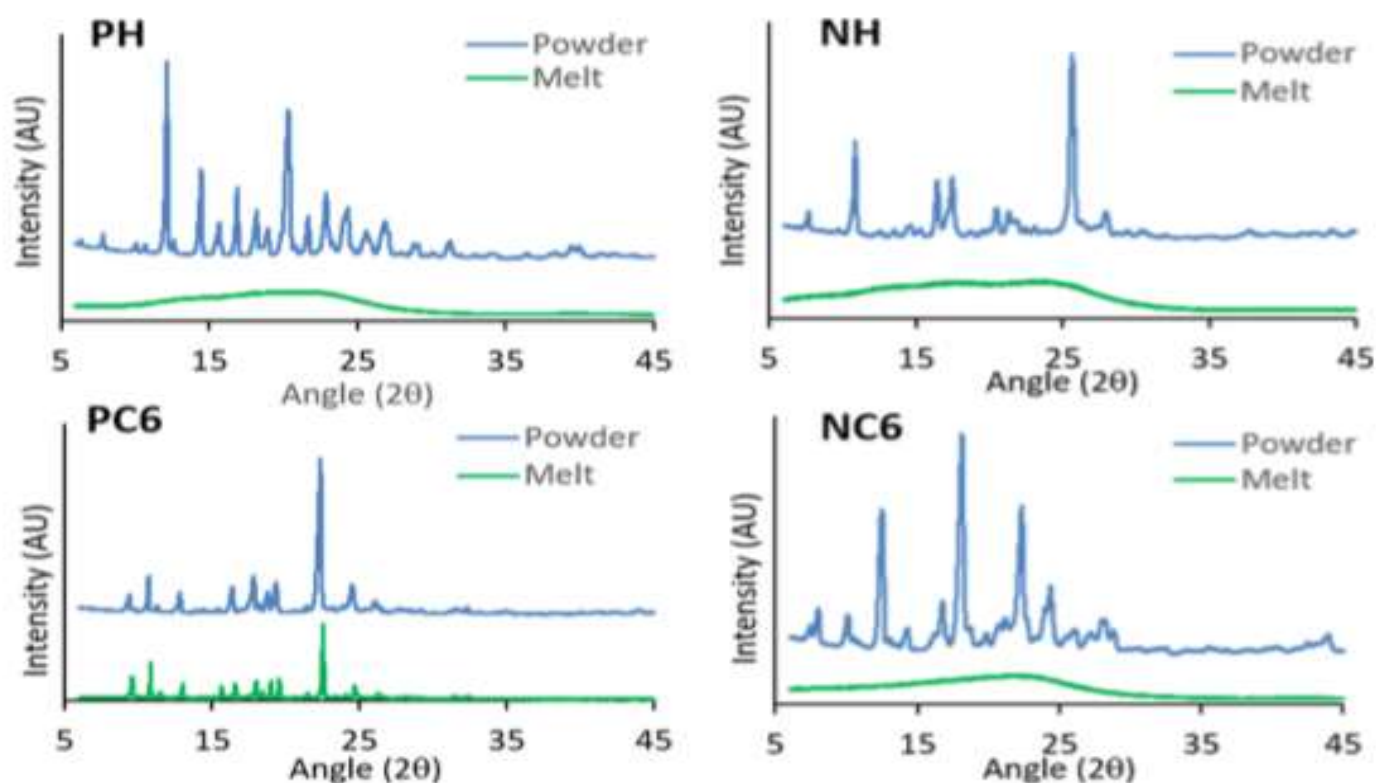 PH
Powder
Melt
Intensity (AU)
5 15 25 35 45
Angle (2θ)
NH
Powder
Melt
Intensity (AU)
5 15 25 35 45
Angle (2θ)
PC6
Powder
Melt
Intensity (AU)
5 15 25 35 45
Angle (2θ)
NC6
Powder
Melt
Intensity (AU)
5 15 25 35 45
Angle (2θ)